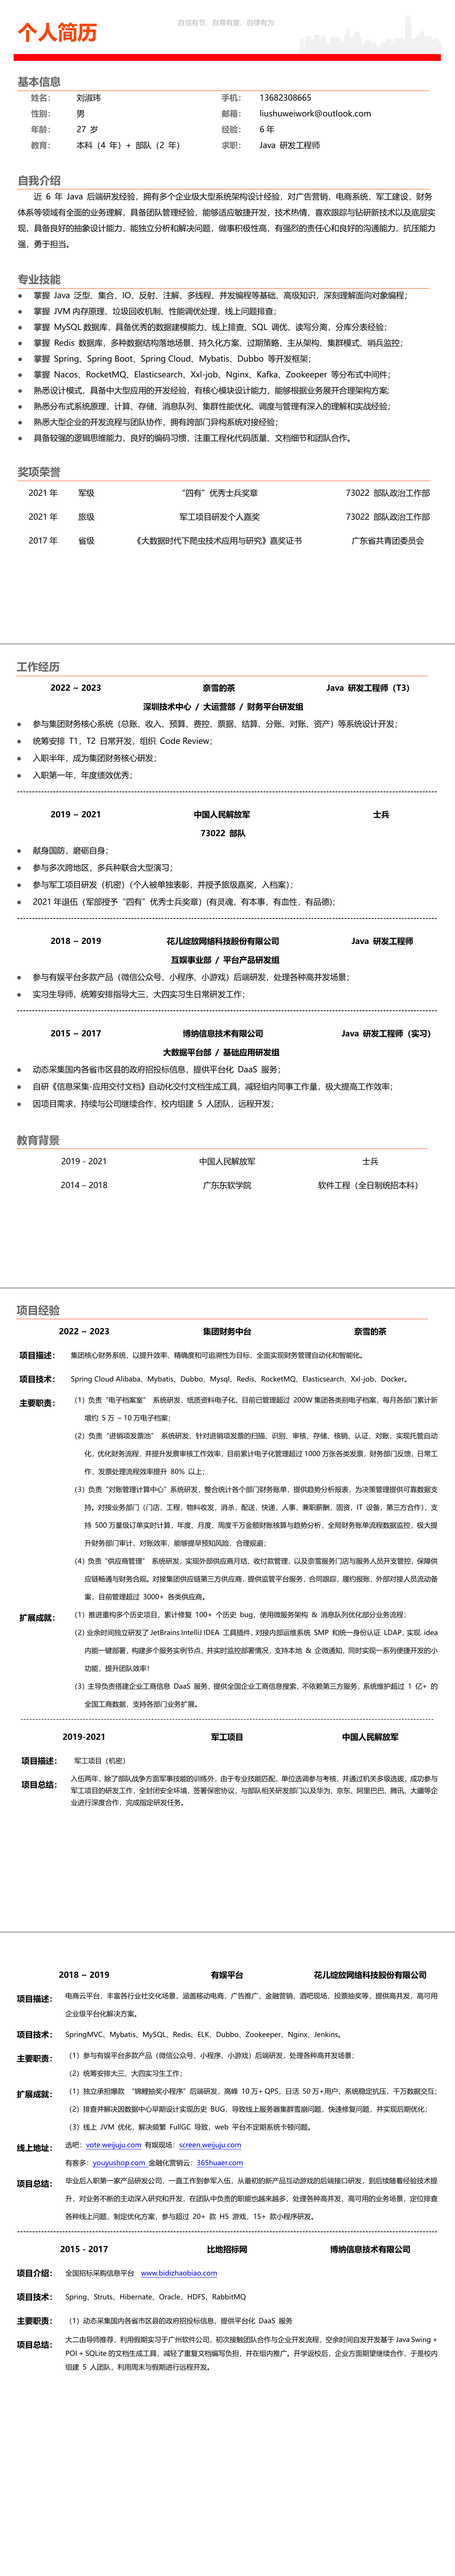 个人简历
自信有节、自尊有度、自律有为
基本信息
姓名： 刘淑玮 手机： 13682308665
性别： 男 邮箱： liushuweiwork@outlook.com
年龄： 27 岁 经验： 6 年
教育： 本科（4 年）+ 部队（2 年） 求职： Java 研发工程师
自我介绍
近 6 年 Java 后端研发经验，拥有多个企业级大型系统架构设计经验，对广告营销，电商系统，军工建设，财务
体系等领域有全面的业务理解，具备团队管理经验，能够适应敏捷开发，技术热情，喜欢跟踪与钻研新技术以及底层实
现，具备良好的抽象设计能力，能独立分析和解决问题，做事积极性高，有强烈的责任心和良好的沟通能力，抗压能力
强，勇于担当。
专业技能
● 掌握 Java 泛型、集合、IO、反射、注解、多线程、并发编程等基础、高级知识，深刻理解面向对象编程；
● 掌握 JVM 内存原理、垃圾回收机制、性能调优处理，线上问题排查；
● 掌握 MySQL 数据库，具备优秀的数据建模能力、线上排查、SQL 调优、读写分离，分库分表经验；
● 掌握 Redis 数据库，多种数据结构落地场景、持久化方案、过期策略、主从架构、集群模式、哨兵监控；
● 掌握 Spring、Spring Boot、Spring Cloud、Mybatis、Dubbo 等开发框架；
● 掌握 Nacos、RocketMQ、Elasticsearch、Xxl-job、Nginx、Kafka、Zookeeper 等分布式中间件；
● 熟悉设计模式，具备中大型应用的开发经验，有核心模块设计能力，能够根据业务展开合理架构方案;
● 熟悉分布式系统原理，计算、存储、消息队列、集群性能优化、调度与管理有深入的理解和实战经验；
● 熟悉大型企业的开发流程与团队协作，拥有跨部门异构系统对接经验；
● 具备较强的逻辑思维能力，良好的编码习惯，注重工程化代码质量、文档细节和团队合作。
奖项荣誉
2021 年 军级 “四有”优秀士兵奖章 73022 部队政治工作部
2021 年 旅级 军工项目研发个人嘉奖 73022 部队政治工作部
2017 年 省级 《大数据时代下爬虫技术应用与研究》嘉奖证书 广东省共青团委员会
工作经历
2022 ~ 2023 奈雪的茶 Java 研发工程师（T3）
深圳技术中心 / 大运营部 / 财务平台研发组
● 参与集团财务核心系统（总账、收入、预算、费控、票据、结算、分账、对账、资产）等系统设计开发；
● 统筹安排 T1，T2 日常开发，组织 Code Review；
● 入职半年，成为集团财务核心研发；
● 入职第一年，年度绩效优秀；
2019 ~ 2021 中国人民解放军 士兵
73022 部队
● 献身国防，磨砺自身；
● 参与多次跨地区，多兵种联合大型演习；
● 参与军工项目研发（机密）（个人被单独表彰，并授予旅级嘉奖，入档案）；
● 2021 年退伍（军部授予“四有”优秀士兵奖章）（有灵魂，有本事，有血性，有品德）；
2018 ~ 2019 花儿绽放网络科技股份有限公司 Java 研发工程师
互娱事业部 / 平台产品研发组
● 参与有娱平台多款产品（微信公众号、小程序、小游戏）后端研发，处理各种高并发场景；
● 实习生导师，统筹安排指导大三，大四实习生日常研发工作；
2015 ~ 2017 博纳信息技术有限公司 Java 研发工程师（实习）
大数据平台部 / 基础应用研发组
● 动态采集国内各省市区县的政府招投标信息，提供平台化 DaaS 服务；
● 自研《信息采集-应用交付文档》自动化交付文档生成工具，减轻组内同事工作量，极大提高工作效率；
● 因项目需求，持续与公司继续合作，校内组建 5 人团队，远程开发；
教育背景
2019 - 2021 中国人民解放军 士兵
2014 – 2018 广东东软学院 软件工程（全日制统招本科）
项目经验
2022 ~ 2023 集团财务中台 奈雪的茶
项目描述： 集团核心财务系统，以提升效率、精确度和可追溯性为目标，全面实现财务管理自动化和智能化。
项目技术： Spring Cloud Alibaba、Mybatis、Dubbo、Mysql、Redis、RocketMQ、Elasticsearch、Xxl-job、Docker。
主要职责： （1）负责“电子档案室” 系统研发，纸质资料电子化，目前已管理超过 200W 集团各类别电子档案，每月各部门累计新
增约 5 万 – 10 万电子档案；
（2）负责“进销项发票池” 系统研发，针对进销项发票的扫描、识别、审核、存储、核销、认证、对账，实现托管自动
化，优化财务流程，并提升发票审核工作效率，目前累计电子化管理超过 1000 万张各类发票，财务部门反馈，日常工
作，发票处理流程效率提升 80% 以上；
（3）负责“对账管理计算中心”系统研发，整合统计各个部门财务账单，提供趋势分析报表，为决策管理提供可靠数据支
持。对接业务部门（门店，工程，物料收发，消杀，配送，快递，人事，兼职薪酬，固资，IT 设备，第三方合作），支
持 500 万量级订单实时计算，年度、月度、周度千万金额财账核算与趋势分析，全局财务账单流程数据监控，极大提
升财务部门审计、对账效率，能够提早预知风险，合理规避；
（4）负责“供应商管理” 系统研发，实现外部供应商月结、收付款管理，以及奈雪服务门店与服务人员开支管控，保障供
应链畅通与财务合规。对接集团供应链第三方供应商，提供监管平台服务，合同跟踪，履约报账，外部对接人员流动备
案，目前管理超过 3000+ 各类供应商。
扩展成就： （1）推进重构多个历史项目，累计修复 100+ 个历史 bug，使用微服务架构 & 消息队列优化部分业务流程；
（2）业余时间独立研发了 JetBrains IntelliJ IDEA 工具插件，对接内部运维系统 SMP 和统一身份认证 LDAP，实现 idea
内能一键部署，构建多个服务实例节点，并实时监控部署情况，支持本地 & 企微通知，同时实现一系列便捷开发的小
功能，提升团队效率！
（3）主导负责搭建企业工商信息 DaaS 服务，提供全国企业工商信息搜索，不依赖第三方服务，系统维护超过 1 亿+ 的
全国工商数据，支持各部门业务扩展。
2019-2021 军工项目 中国人民解放军
项目描述： 军工项目（机密）
项目总结： 入伍两年，除了部队战争方面军事技能的训练外，由于专业技能匹配，单位选调参与考核，并通过机关多级选拔，成功参与
军工项目的研发工作，全封闭安全环境，签署保密协议，与部队相关研发部门以及华为、京东、阿里巴巴、腾讯、大疆等企
业进行深度合作，完成指定研发任务。
2018 ~ 2019 有娱平台 花儿绽放网络科技股份有限公司
项目描述： 电商云平台，丰富各行业社交化场景，涵盖移动电商，广告推广，金融营销，酒吧现场，投票抽奖等，提供高并发，高可用
企业级平台化解决方案。
项目技术： SpringMVC、Mybatis、MySQL、Redis、ELK、Dubbo、Zookeeper、Nginx、Jenkins。
主要职责： （1）参与有娱平台多款产品（微信公众号、小程序、小游戏）后端研发，处理各种高并发场景；
（2）统筹安排大三，大四实习生工作；
扩展成就： （1）独立承担爆款 “锦鲤抽奖小程序”后端研发，高峰 10 万+ QPS，日活 50 万+用户，系统稳定抗压，千万数据交互；
（2）排查并解决因数据中心早期设计实现历史 BUG，导致线上服务器集群雪崩问题，快速修复问题，并实现后期优化；
（3）线上 JVM 优化，解决频繁 FullGC 导致，web 平台不定期系统卡顿问题。
线上地址： 选吧：vote.weijuju.com 有娱现场：screen.weijuju.com
有客多：youyushop.com 金融化营销云：365huaer.com
项目总结： 毕业后入职第一家产品研发公司，一直工作到参军入伍，从最初的新产品互动游戏的后端接口研发，到后续随着经验技术提
升，对业务不断的主动深入研究和开发，在团队中负责的职能也越来越多，处理各种高并发，高可用的业务场景，定位排查
各种线上问题，制定优化方案，参与超过 20+ 款 H5 游戏，15+ 款小程序研发。
2015 - 2017 比地招标网 博纳信息技术有限公司
项目介绍： 全国招标采购信息平台 www.bidizhaobiao.com
项目技术： Spring、Struts、Hibernate、Oracle、HDFS、RabbitMQ
主要职责： （1）动态采集国内各省市区县的政府招投标信息，提供平台化 DaaS 服务
项目总结： 大二由导师推荐，利用假期实习于广州软件公司，初次接触团队合作与企业开发流程，空余时间自发开发基于 Java Swing +
POI + SQLite 的文档生成工具，减轻了重复文档编写负担，并在组内推广。开学返校后，企业方面期望继续合作，于是校内
组建 5 人团队，利用周末与假期进行远程开发。